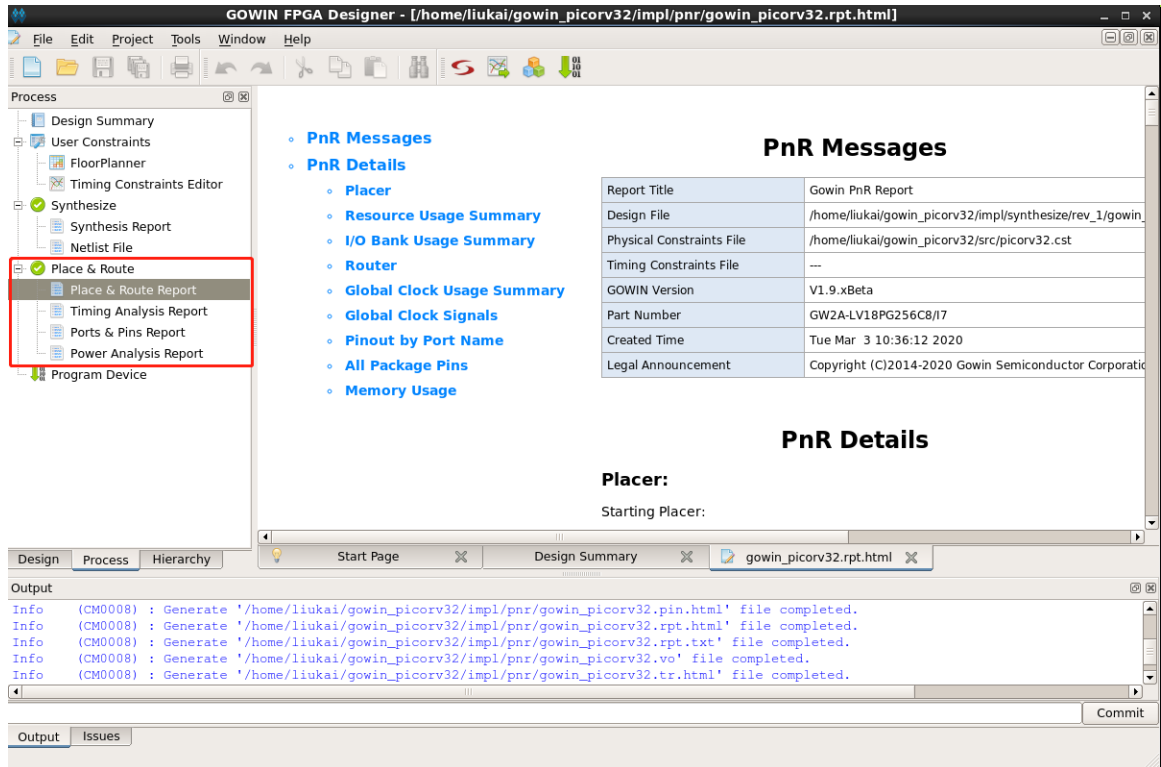 GOWIN FPGA Designer - [/home/liukai/gowin_picorv32/impl/pnr/gowin_picorv32.rpt.html]
File Edit Project Tools Window Help
Process
Design Summary
User Constraints
FloorPlanner
Timing Constraints Editor
Synthesize
Synthesis Report
Netlist File
Place & Route
Place & Route Report
Timing Analysis Report
Ports & Pins Report
Power Analysis Report
Program Device
Design Process Hierarchy
PnR Messages
PnR Details
Placer
Resource Usage Summary
I/O Bank Usage Summary
Router
Global Clock Usage Summary
Global Clock Signals
Pinout by Port Name
All Package Pins
Memory Usage
PnR Messages
Report Title Gowin PnR Report
Design File /home/liukai/gowin_picorv32/impl/synthesize/rev_1/gowin_
Physical Constraints File /home/liukai/gowin_picorv32/src/picorv32.cst
Timing Constraints File ---
GOWIN Version V1.9.xBeta
Part Number GW2A-LV18PG256C8/I7
Created Time Tue Mar 3 10:36:12 2020
Legal Announcement Copyright (C)2014-2020 Gowin Semiconductor Corporatio
PnR Details
Placer:
Starting Placer:
Start Page Design Summary gowin_picorv32.rpt.html
Output
Info (CM0008) : Generate '/home/liukai/gowin_picorv32/impl/pnr/gowin_picorv32.pin.html' file completed.
Info (CM0008) : Generate '/home/liukai/gowin_picorv32/impl/pnr/gowin_picorv32.rpt.html' file completed.
Info (CM0008) : Generate '/home/liukai/gowin_picorv32/impl/pnr/gowin_picorv32.rpt.txt' file completed.
Info (CM0008) : Generate '/home/liukai/gowin_picorv32/impl/pnr/gowin_picorv32.vo' file completed.
Info (CM0008) : Generate '/home/liukai/gowin_picorv32/impl/pnr/gowin_picorv32.tr.html' file completed.
Commit
Output Issues